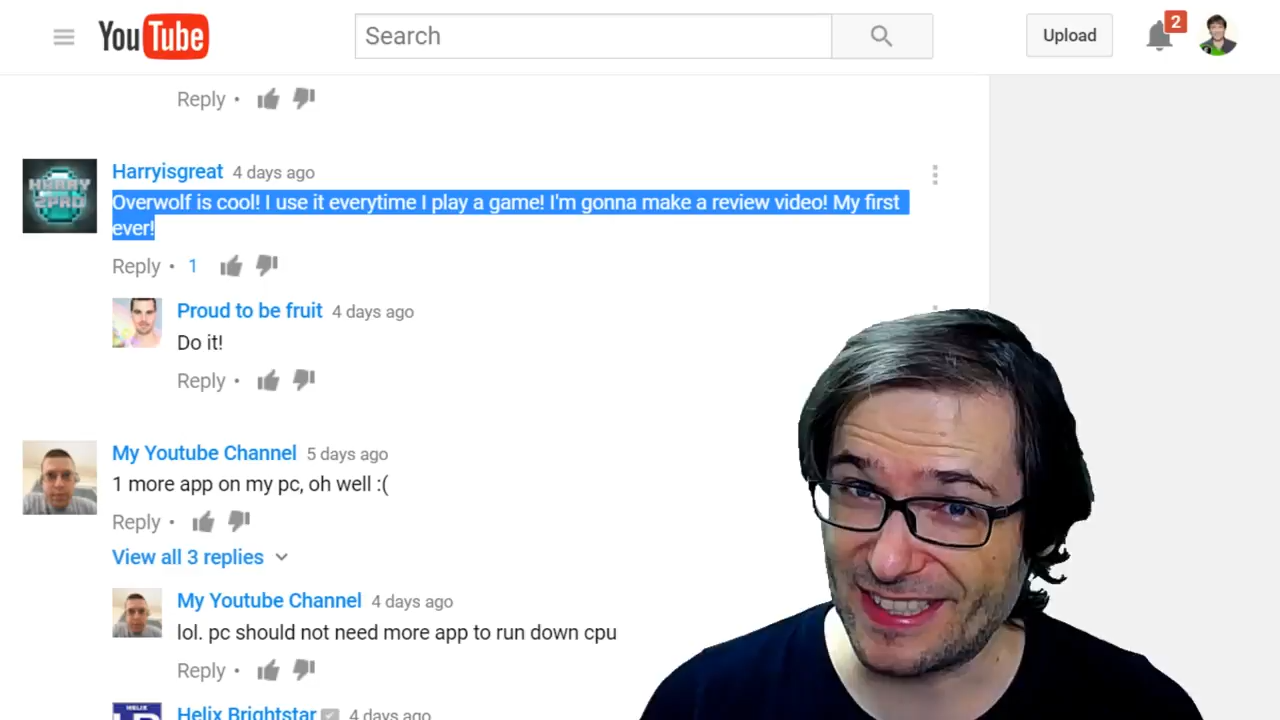 YouTube
Search
Upload
2
Reply •
Harryisgreat 4 days ago
Overwolf is cool! I use it everytime I play a game! I'm gonna make a review video! My first
ever!
Reply • 1
Proud to be fruit 4 days ago
Do it!
Reply •
My Youtube Channel 5 days ago
1 more app on my pc, oh well :(
Reply •
View all 3 replies
My Youtube Channel 4 days ago
lol. pc should not need more app to run down cpu
Reply •
HELIX
Helix Brightstar 4 days ago